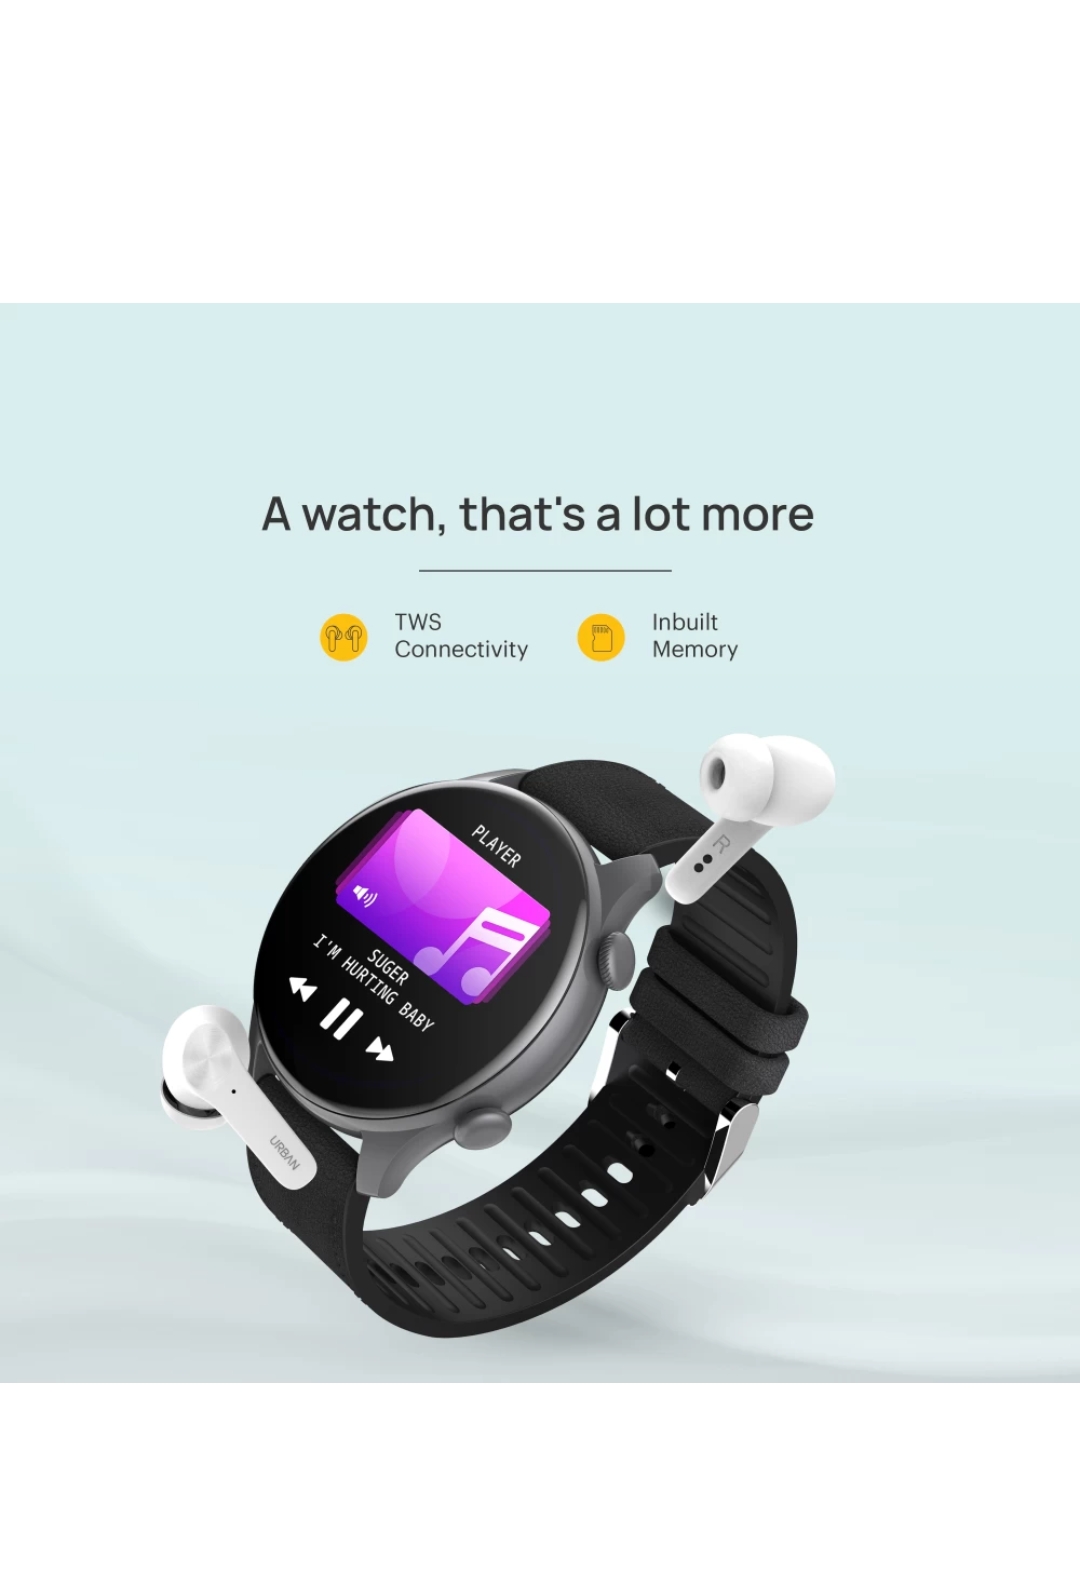 A watch, that's a lot more
TWS
Connectivity
Inbuilt
Memory
PLAYER
SUGER
I'M HURTING BABY
R
URBAN